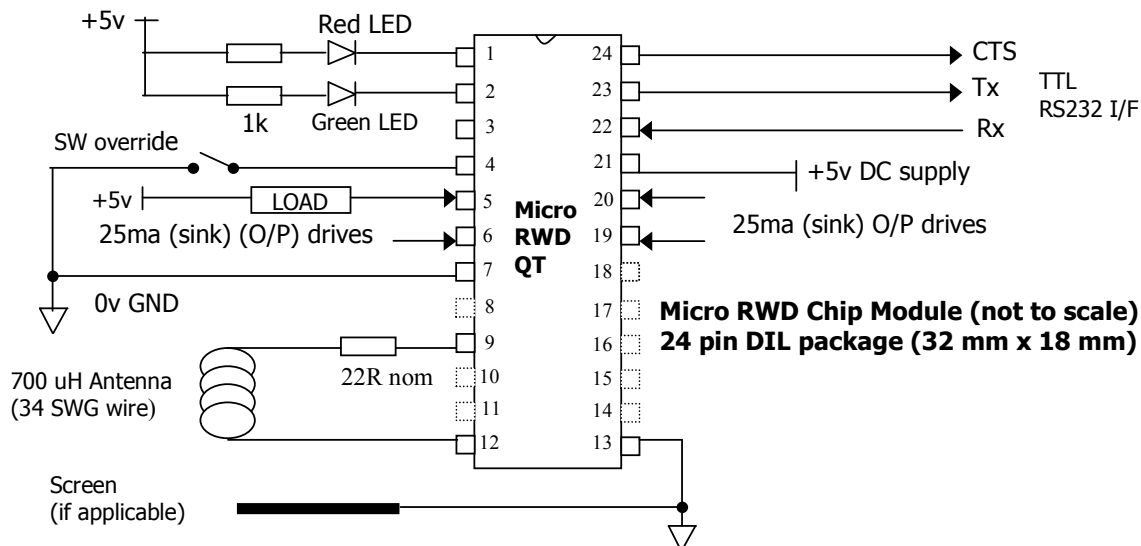 +5v
Red LED
Green LED
1k
SW override
+5v
LOAD
25ma (sink) (O/P) drives
0v GND
700 uH Antenna
(34 SWG wire)
22R nom
Screen
(if applicable)
1
2
3
4
5
6
7
8
9
10
11
12
Micro
RWD
QT
24
23
22
21
20
19
18
17
16
15
14
13
CTS
Tx
Rx
TTL
RS232 I/F
+5v DC supply
25ma (sink) O/P drives
Micro RWD Chip Module (not to scale)
24 pin DIL package (32 mm x 18 mm)